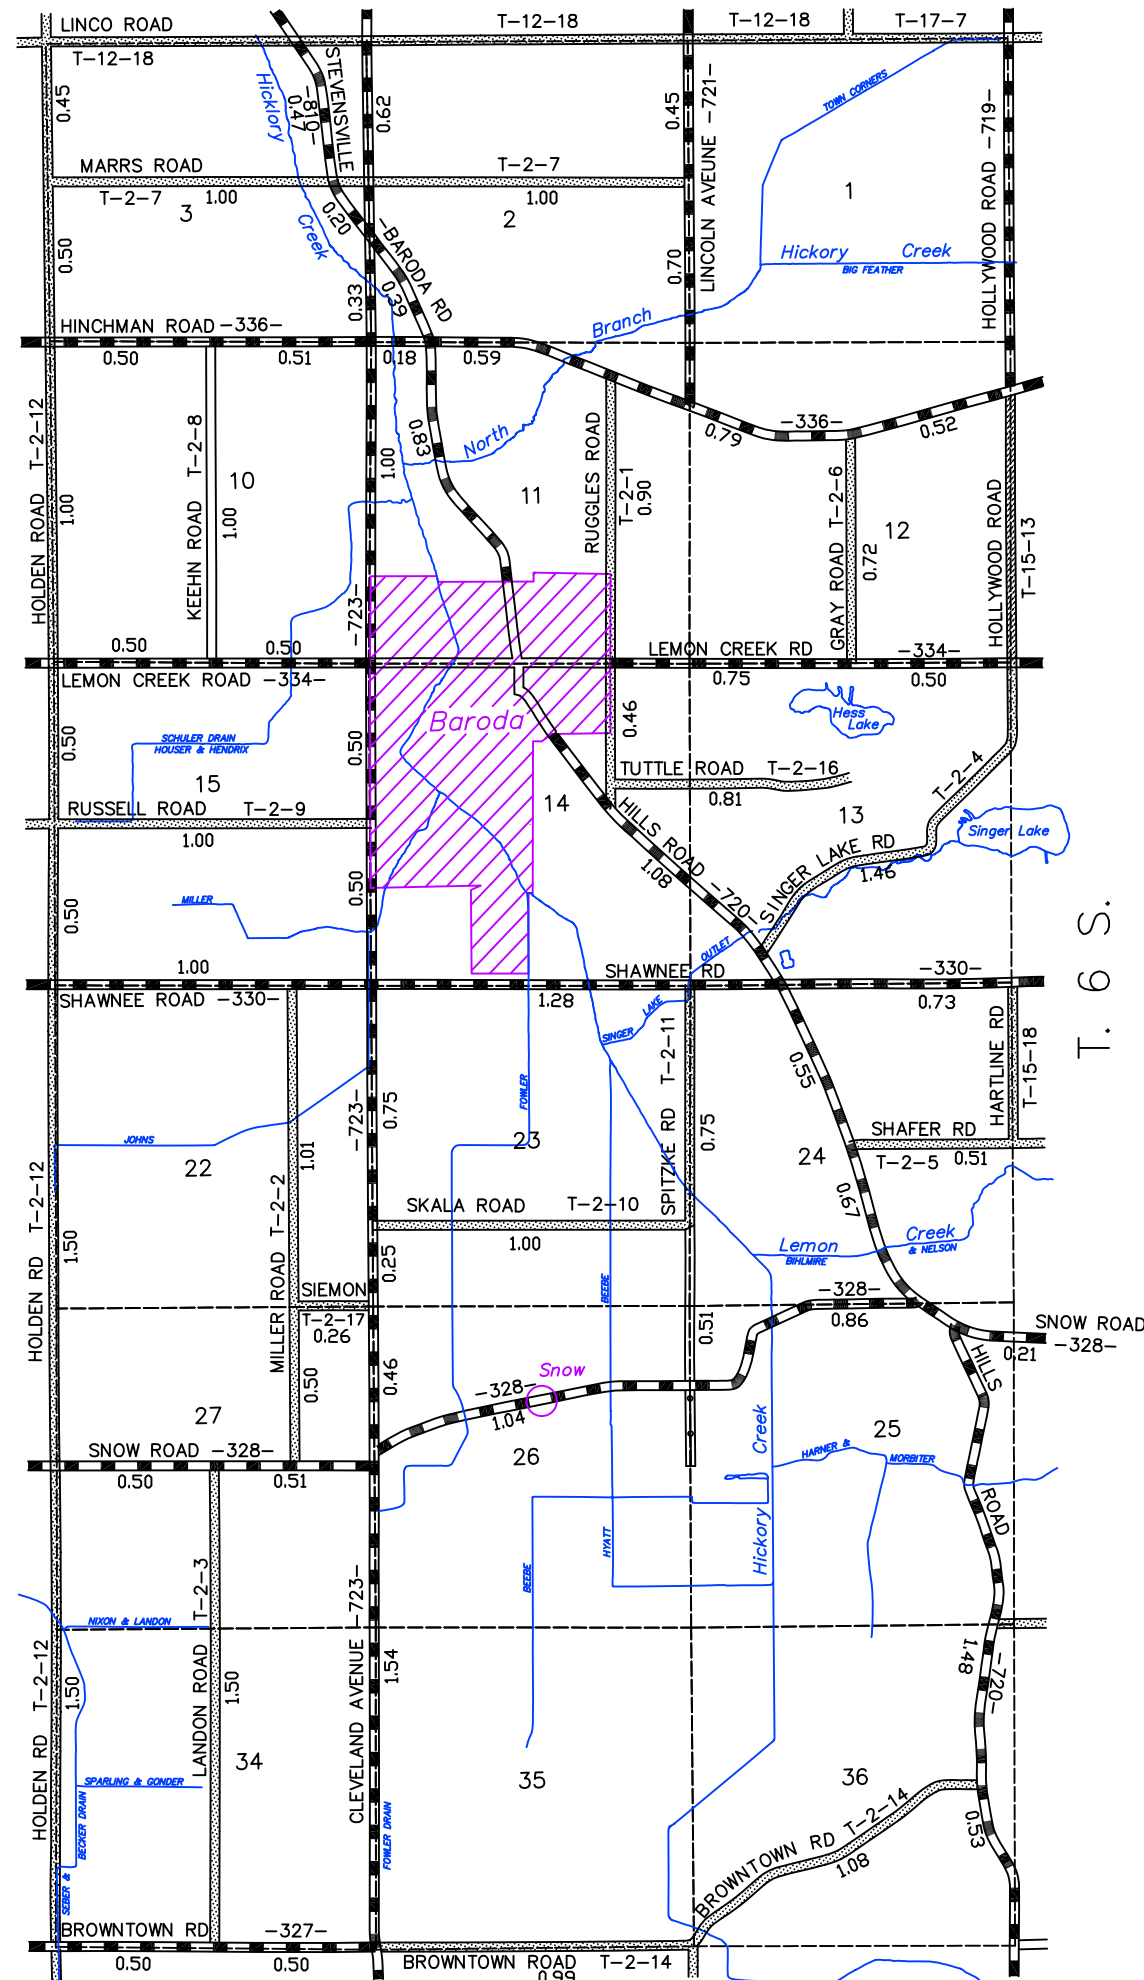 LINCO ROAD
T-12-18
T-12-18
T-17-7
T-12-18
STEVENSVILLE
-810-
0.47
Hicklory
Creek
0.45
0.62
0.45
LINCOLN AVEUNE -721-
TOWN CORNERS
HOLLYWOOD ROAD -719-
MARRS ROAD
T-2-7
T-2-7
1.00
1.00
3
2
1
0.20
-BARODA RD
0.39
0.50
0.33
0.70
Hickory Creek
BIG FEATHER
HINCHMAN ROAD -336-
0.50
0.51
0.18
0.59
Branch
North
0.79
-336-
0.52
HOLDEN ROAD T-2-12
1.00
KEEHN ROAD T-2-8
1.00
10
1.00
0.83
11
RUGGLES ROAD
T-2-1
0.90
GRAY ROAD T-2-6
0.72
12
HOLLYWOOD ROAD
T-15-13
-723-
0.50
0.50
LEMON CREEK RD
-334-
LEMON CREEK ROAD -334-
0.75
0.50
Baroda
Hess
Lake
0.46
SCHULER DRAIN
HOUSER & HENDRIX
0.50
0.50
15
14
TUTTLE ROAD T-2-16
0.81
13
T-2-4
RUSSELL ROAD T-2-9
1.00
HILLS ROAD -720-
1.08
SINGER LAKE RD
1.46
Singer Lake
MILLER
0.50
0.50
OUTLET
1.00
SHAWNEE RD
-330-
SHAWNEE ROAD -330-
1.28
0.73
T. 6 S.
SINGER LAKE
FOWLER
SPITZKE RD T-2-11
0.75
0.55
HARTLINE RD
T-15-18
-723-
0.75
JOHNS
22
1.01
23
24
SHAFER RD
T-2-5
0.51
HOLDEN RD T-2-12
1.50
MILLER ROAD T-2-2
SKALA ROAD T-2-10
1.00
0.67
0.25
Lemon
BIHLMIRE
Creek
& NELSON
BEEBE
SIEMON
T-2-17
0.26
0.51
-328-
0.86
SNOW ROAD
-328-
0.21
0.50
0.46
Snow
-328-
1.04
HILLS
ROAD
27
26
25
SNOW ROAD -328-
0.50
0.51
Hickory Creek
HARNER &
MORBITER
HYATT
BEEBE
NIXON & LANDON
LANDON ROAD T-2-3
1.50
CLEVELAND AVENUE -723-
1.54
HOLDEN RD T-2-12
1.50
1.48
-720-
34
35
36
SPARLING & GONDER
SEBER &
BECKER DRAIN
FOWLER DRAIN
0.53
BROWNTOWN RD T-2-14
1.08
BROWNTOWN RD
-327-
0.50
0.50
BROWNTOWN ROAD T-2-14
0.99